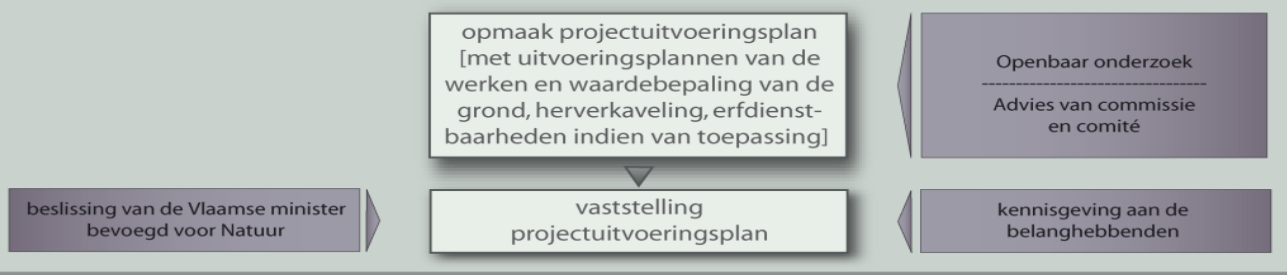 opmaak projectuitvoeringsplan
[met uitvoeringsplannen van de
werken en waardebepaling van de
grond, herverkaveling, erfdienst-
baarheden indien van toepassing]
Openbaar onderzoek
--------------------------------
Advies van commissie
en comité
beslissing van de Vlaamse minister
bevoegd voor Natuur
vaststelling
projectuitvoeringsplan
kennisgeving aan de
belanghebbenden